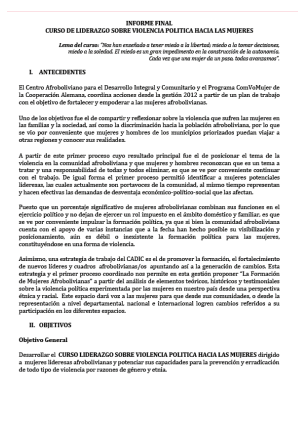 INFORME FINAL
CURSO DE LIDERAZGO SOBRE VIOLENCIA POLITICA HACIA LAS MUJERES
Lema del curso: "Nos han enseñado a tener miedo a la libertad; miedo a tomar decisiones,
miedo a la soledad. El miedo es un gran impedimento en la construcción de la autonomía.
Cada vez que una mujer da un paso, todas avanzamos".
I. ANTECEDENTES
El Centro Afroboliviano para el Desarrollo Integral y Comunitario y el Programa ComVoMujer de
la Cooperación Alemana, coordina acciones desde la gestión 2012 a partir de un plan de trabajo
con el objetivo de fortalecer y empoderar a las mujeres afrobolivianas.
Uno de los objetivos fue el de compartir y reflexionar sobre la violencia que sufren las mujeres en
las familias y la sociedad, así como la discriminación hacia la población afroboliviana, por lo que
se vio por conveniente que mujeres y hombres de los municipios priorizados puedan viajar a
otras regiones y conocer sus realidades.
A partir de este primer proceso cuyo resultado principal fue el de posicionar el tema de la
violencia en la comunidad afroboliviana y que mujeres y hombres reconozcan que es un tema a
tratar y una responsabilidad de todas y todos eliminar, es que se ve por conveniente continuar
con el trabajo. De igual forma el primer proceso permitió identificar a mujeres potenciales
lideresas, las cuales actualmente son portavoces de la comunidad, al mismo tiempo representan
y hacen efectivas las demandas de desventaja económico-político-social que les afectan.
Puesto que un porcentaje significativo de mujeres afrobolivianas combinan sus funciones en el
ejercicio político y no dejan de ejercer un rol impuesto en el ámbito doméstico y familiar, es que
se ve por conveniente impulsar la formación política, ya que si bien la comunidad afroboliviana
cuenta con el apoyo de varias instancias que a la fecha han hecho posible su visibilización y
posicionamiento, aún es débil o inexistente la formación política para las mujeres,
constituyéndose en una forma de violencia.
Asimismo, una estrategia de trabajo del CADIC es el de promover la formación, el fortalecimiento
de nuevos líderes y cuadros afrobolivianas/os apuntando así a la generación de cambios. Esta
estrategia y el primer proceso coordinado nos permite en esta gestión proponer "La Formación
de Mujeres Afrobolivianas" a partir del análisis de elementos teóricos, históricos y testimoniales
sobre la violencia política experimentada por las mujeres en nuestro país desde una perspectiva
étnica y racial. Este espacio dará voz a las mujeres para que desde sus comunidades, o desde la
representación a nivel departamental, nacional e internacional logren cambios referidos a su
participación en los diferentes espacios.
II. OBJETIVOS
Objetivo General
Desarrollar el CURSO LIDERAZGO SOBRE VIOLENCIA POLITICA HACIA LAS MUJERES dirigido
a mujeres lideresas afrobolivianas y potenciar sus capacidades para la prevención y erradicación
de todo tipo de violencia por razones de género y etnia.